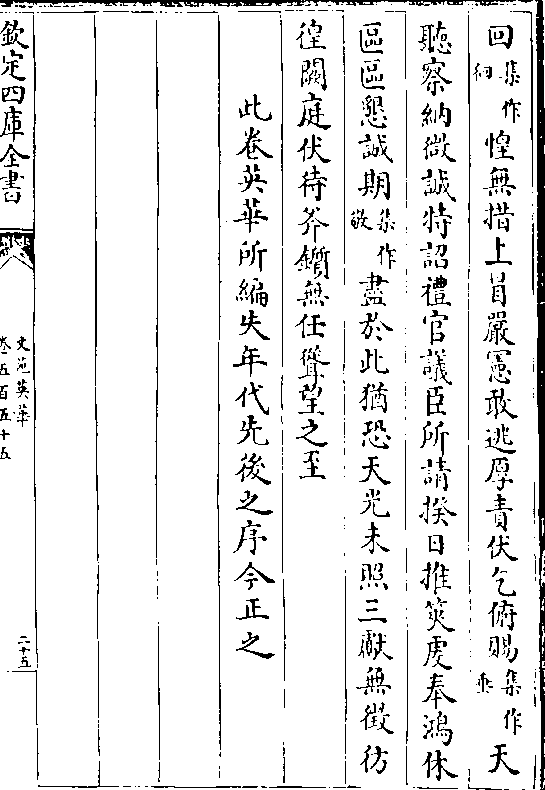 回集作徊惶無措上冒嚴憲敢逃厚責伏乞俯賜集作垂天
聽察納微誠特詔禮官議臣所請揆日推筴虔奉鴻休
區區懇誠期集作敬盡於此猶恐天光未照三獻無徵彷
徨闕庭伏待斧鑕無任聳望之至
此卷英華所編失年代先後之序今正之
欽定四庫全書
文苑英華
卷五百五十五
二十五